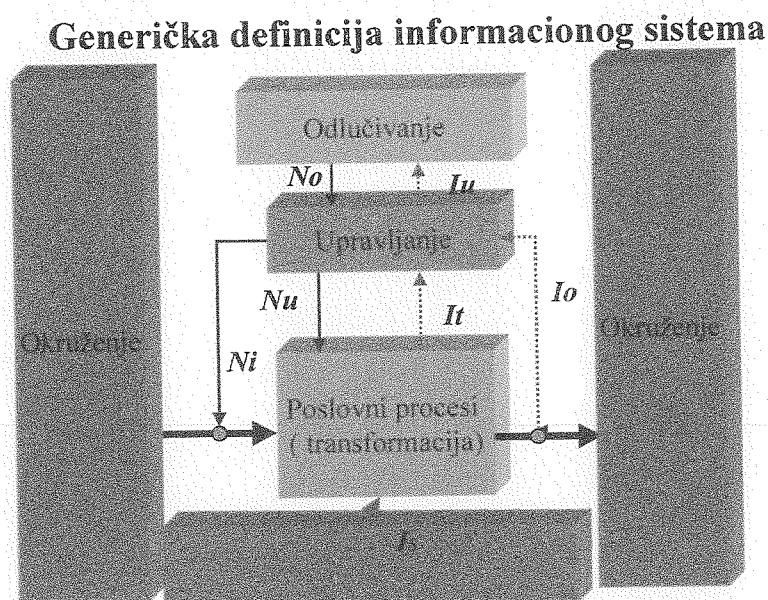 Generička definicija informacionog sistema
Odlučivanje
No
Iu
Upravljanje
Nu
It
Io
Okruženje
Okruženje
Ni
Poslovni procesi
( transformacija)